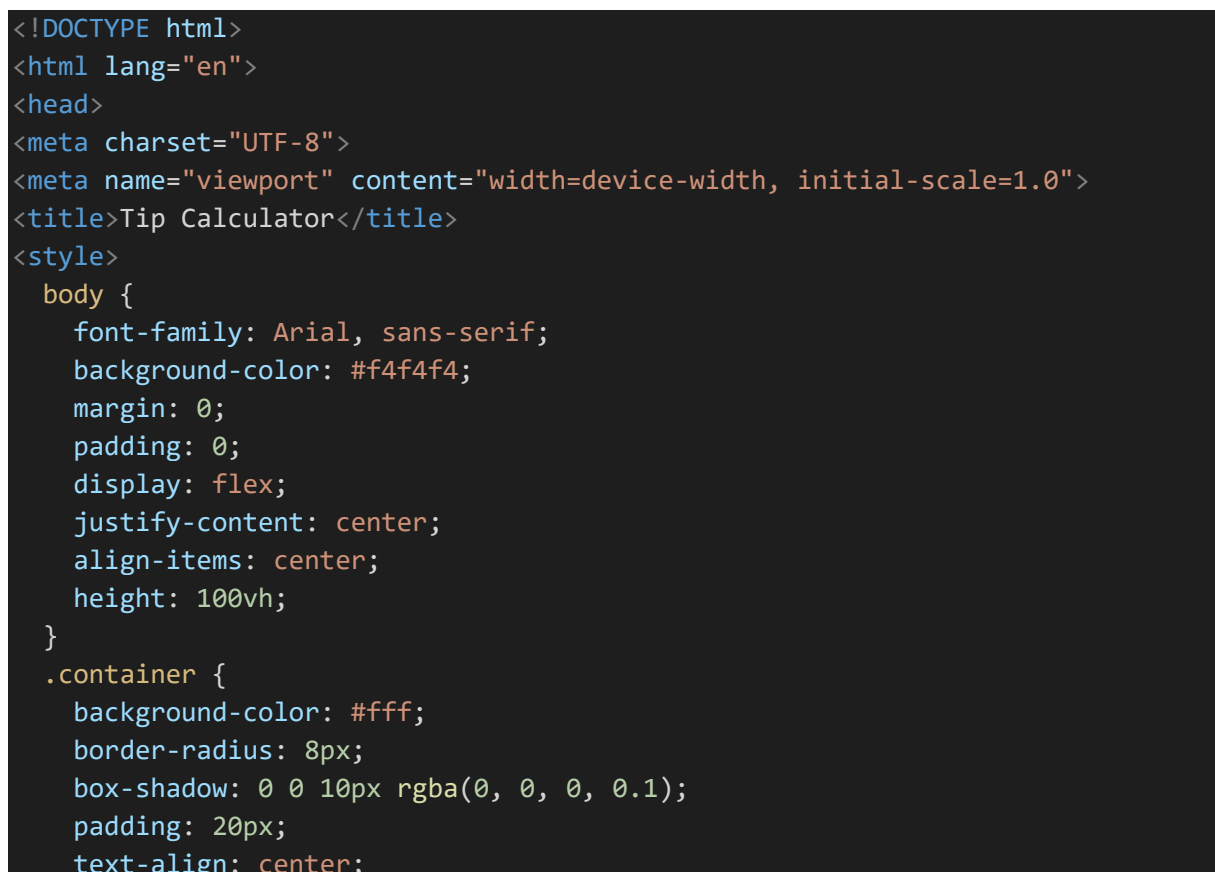 <!DOCTYPE html>
<html lang="en">
<head>
<meta charset="UTF-8">
<meta name="viewport" content="width=device-width, initial-scale=1.0">
<title>Tip Calculator</title>
<style>
  body {
    font-family: Arial, sans-serif;
    background-color: #f4f4f4;
    margin: 0;
    padding: 0;
    display: flex;
    justify-content: center;
    align-items: center;
    height: 100vh;
  }
  .container {
    background-color: #fff;
    border-radius: 8px;
    box-shadow: 0 0 10px rgba(0, 0, 0, 0.1);
    padding: 20px;
    text-align: center;